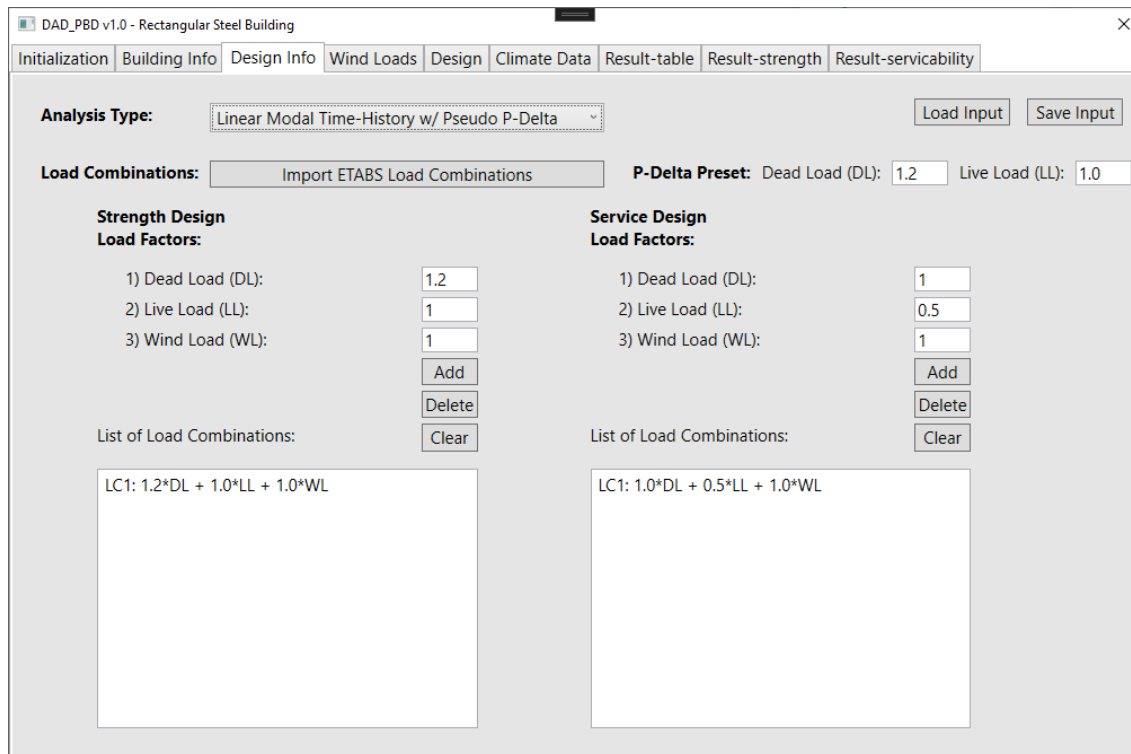 DAD_PBD v1.0 - Rectangular Steel Building
Initialization Building Info Design Info Wind Loads Design Climate Data Result-table Result-strength Result-servicability
Analysis Type: Linear Modal Time-History w/ Pseudo P-Delta Load Input Save Input
Load Combinations: Import ETABS Load Combinations P-Delta Preset: Dead Load (DL): 1.2 Live Load (LL): 1.0
Strength Design
Load Factors:
1) Dead Load (DL): 1.2
2) Live Load (LL): 1
3) Wind Load (WL): 1
Add
Delete
List of Load Combinations: Clear
LC1: 1.2*DL + 1.0*LL + 1.0*WL
Service Design
Load Factors:
1) Dead Load (DL): 1
2) Live Load (LL): 0.5
3) Wind Load (WL): 1
Add
Delete
List of Load Combinations: Clear
LC1: 1.0*DL + 0.5*LL + 1.0*WL